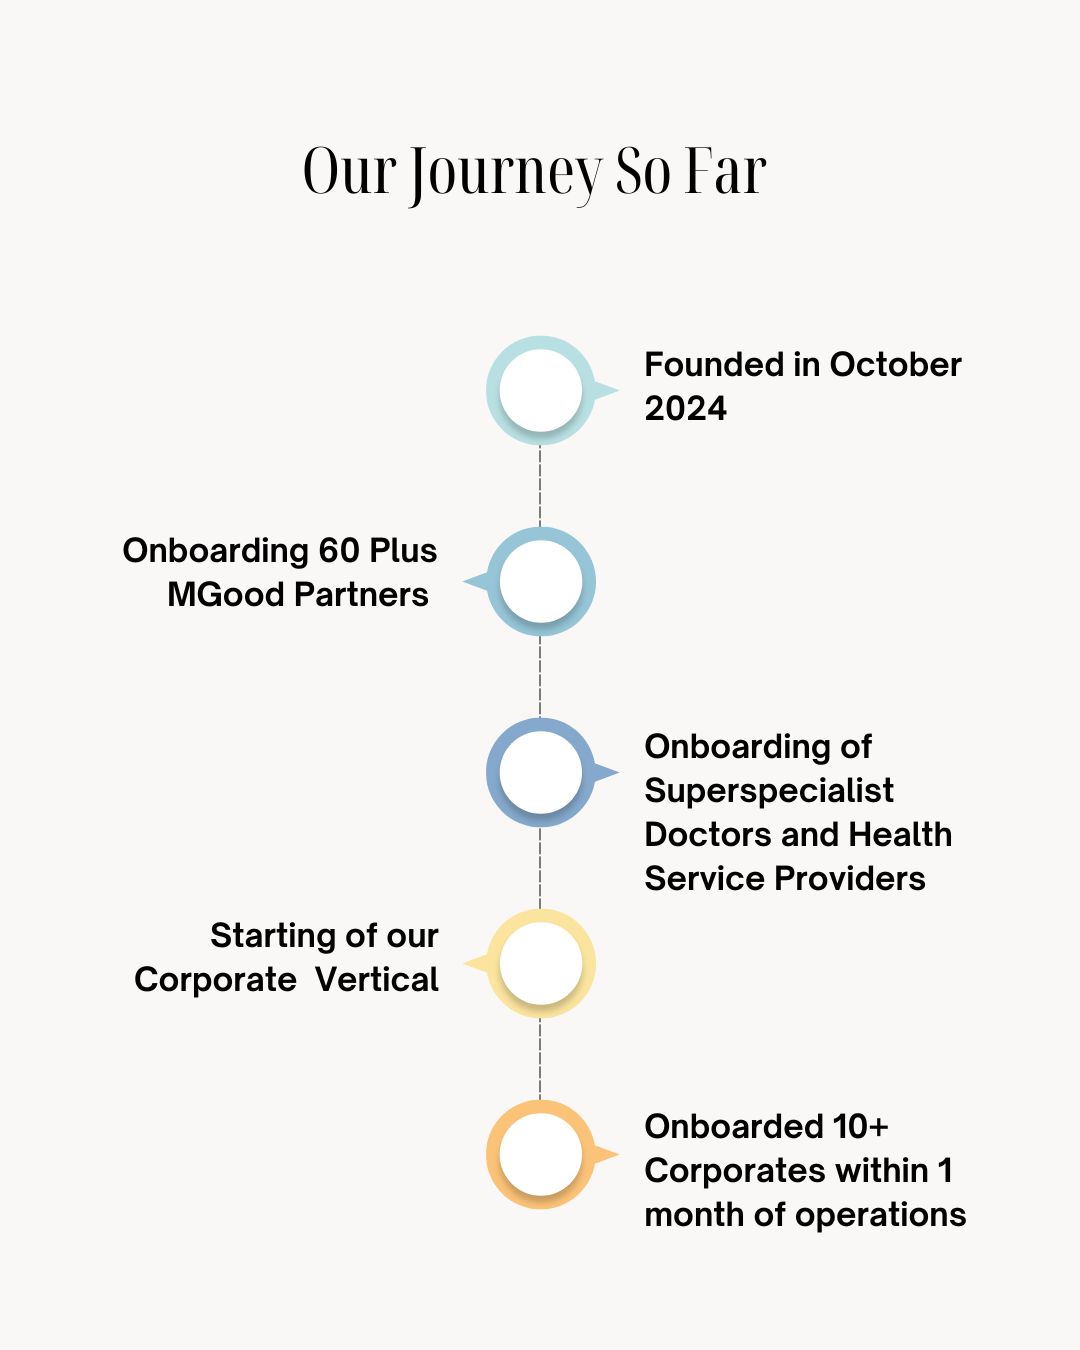 Our Journey So Far
Founded in October
2024
Onboarding 60 Plus
MGood Partners
Onboarding of
Superspecialist
Doctors and Health
Service Providers
Starting of our
Corporate  Vertical
Onboarded 10+
Corporates within 1
month of operations